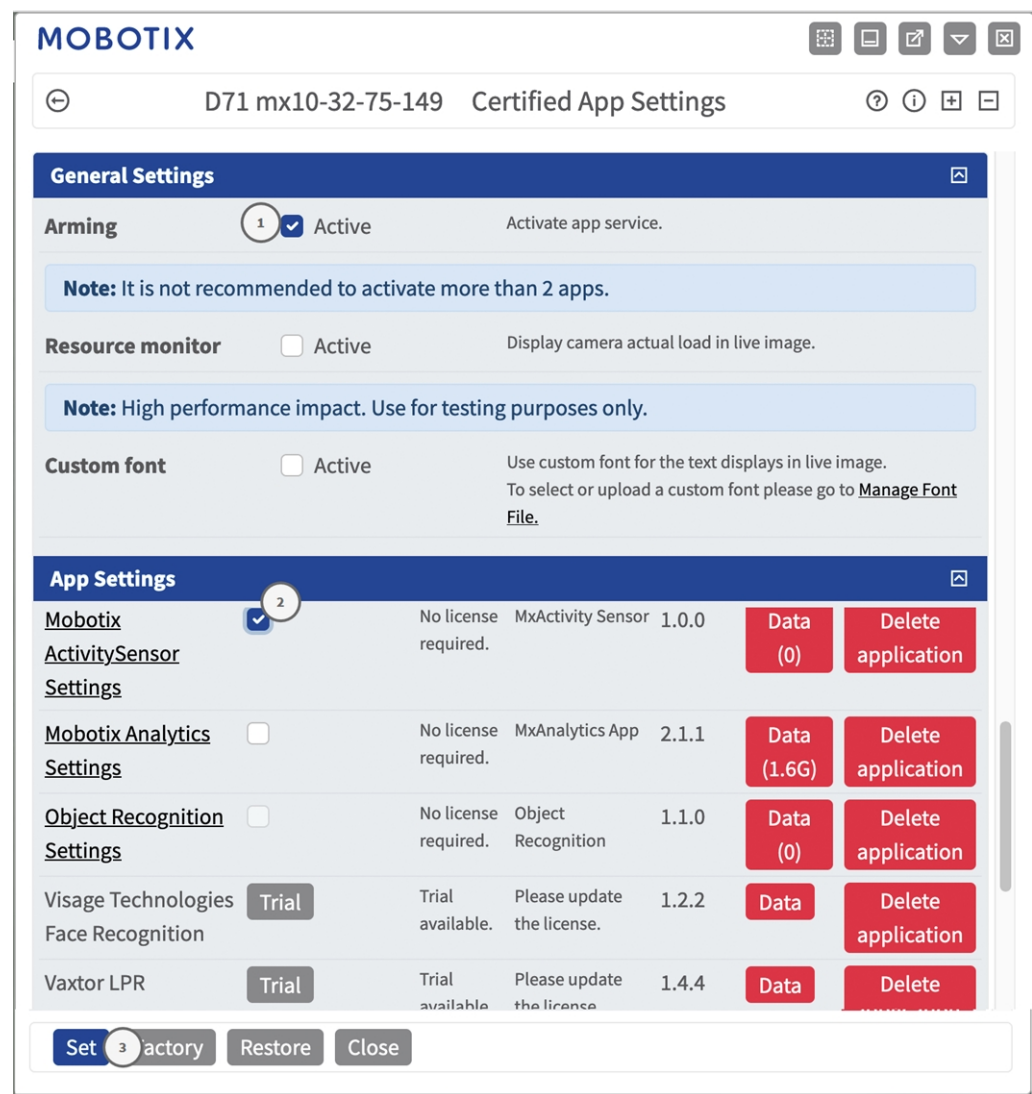 MOBOTIX
D71 mx10-32-75-149 Certified App Settings
General Settings
Arming 1 Active Activate app service.
Note: It is not recommended to activate more than 2 apps.
Resource monitor Active Display camera actual load in live image.
Note: High performance impact. Use for testing purposes only.
Custom font Active Use custom font for the text displays in live image.
To select or upload a custom font please go to Manage Font
File.
App Settings
2
Mobotix No license MxActivity Sensor 1.0.0 Data Delete
ActivitySensor required. (0) application
Settings
Mobotix Analytics No license MxAnalytics App 2.1.1 Data Delete
Settings required. (1.6G) application
Object Recognition No license Object 1.1.0 Data Delete
Settings required. Recognition (0) application
Visage Technologies Trial Trial Please update 1.2.2 Data Delete
Face Recognition available. the license. application
Vaxtor LPR Trial Trial Please update 1.4.4 Data Delete
available the license
Set 3 actory Restore Close